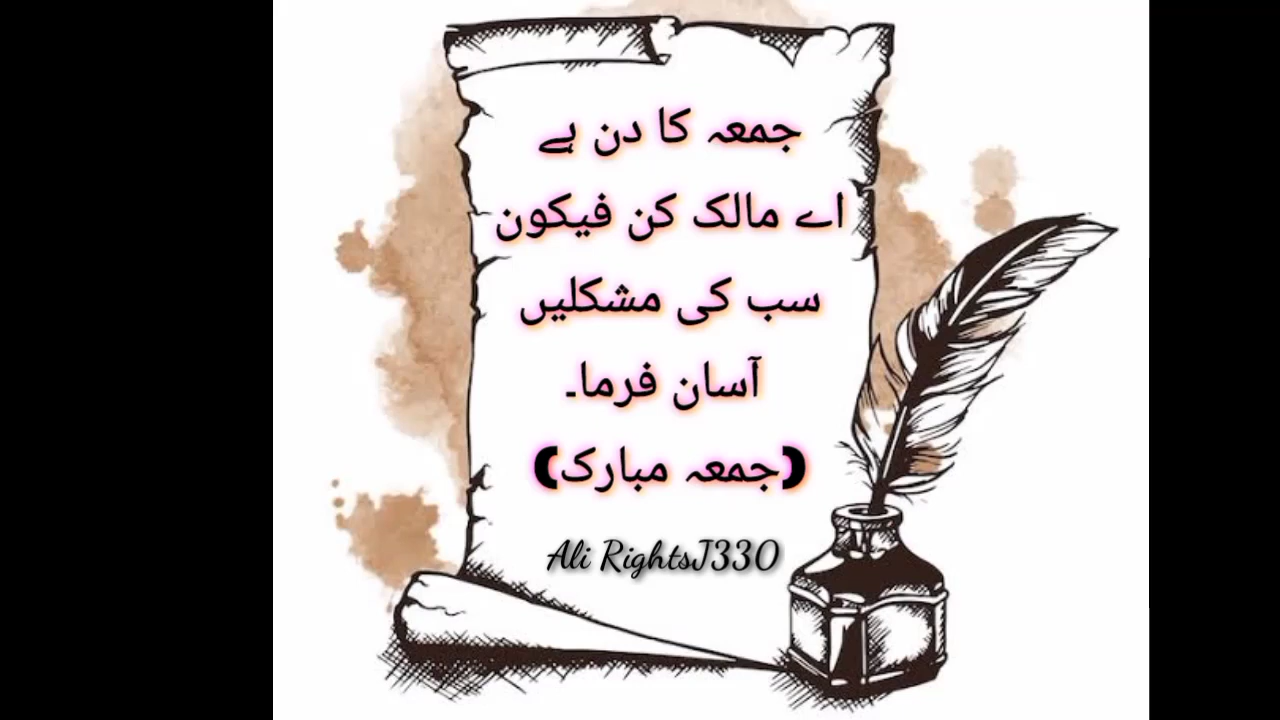 جمعہ کا دن ہے
اے مالک کن فیکون
سب کی مشکلیں
آسان فرما۔
(جمعہ مبارک)
Ali RightsJ330